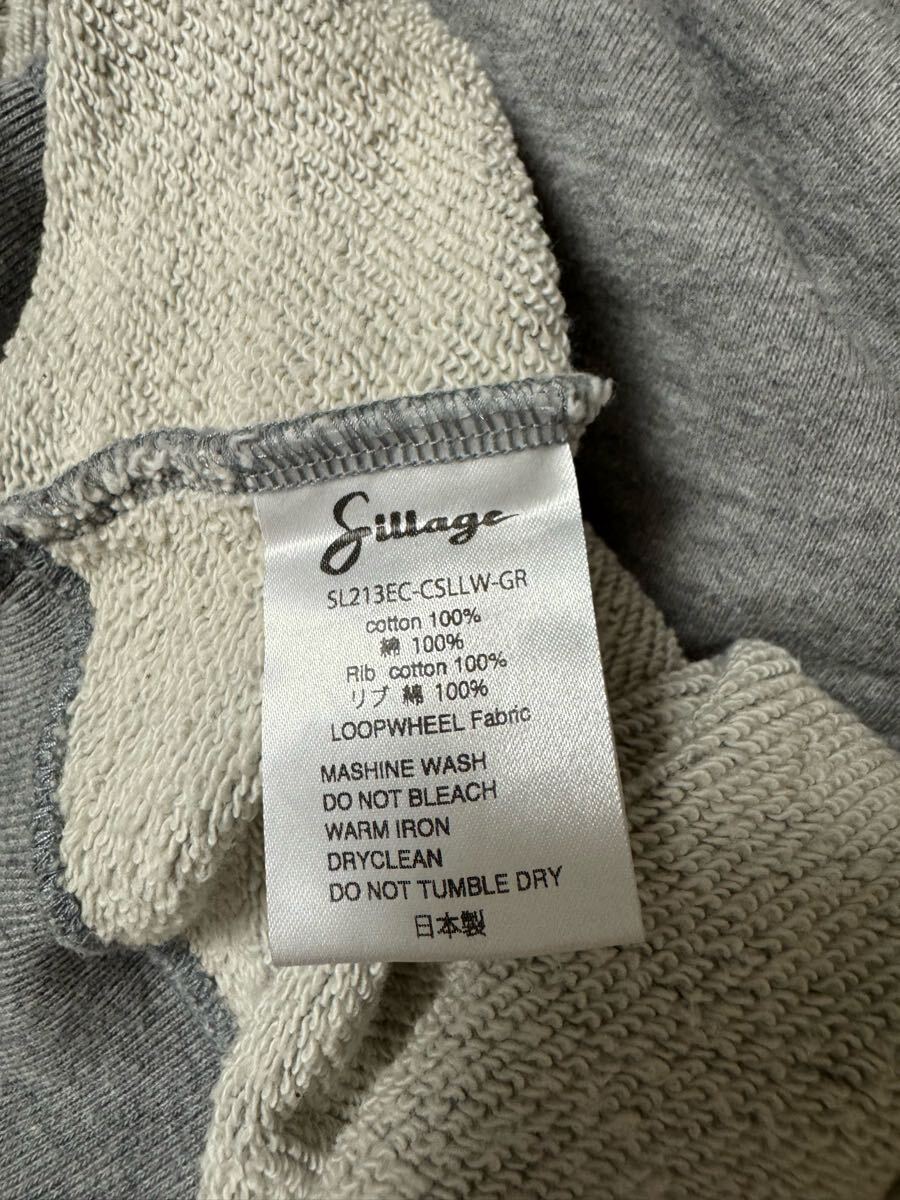 Sillage
SL213EC-CSLLW-GR
cotton 100%
綿 100%
Rib cotton 100%
リブ 綿 100%
LOOPWHEEL Fabric
MASHINE WASH
DO NOT BLEACH
WARM IRON
DRYCLEAN
DO NOT TUMBLE DRY
日本製